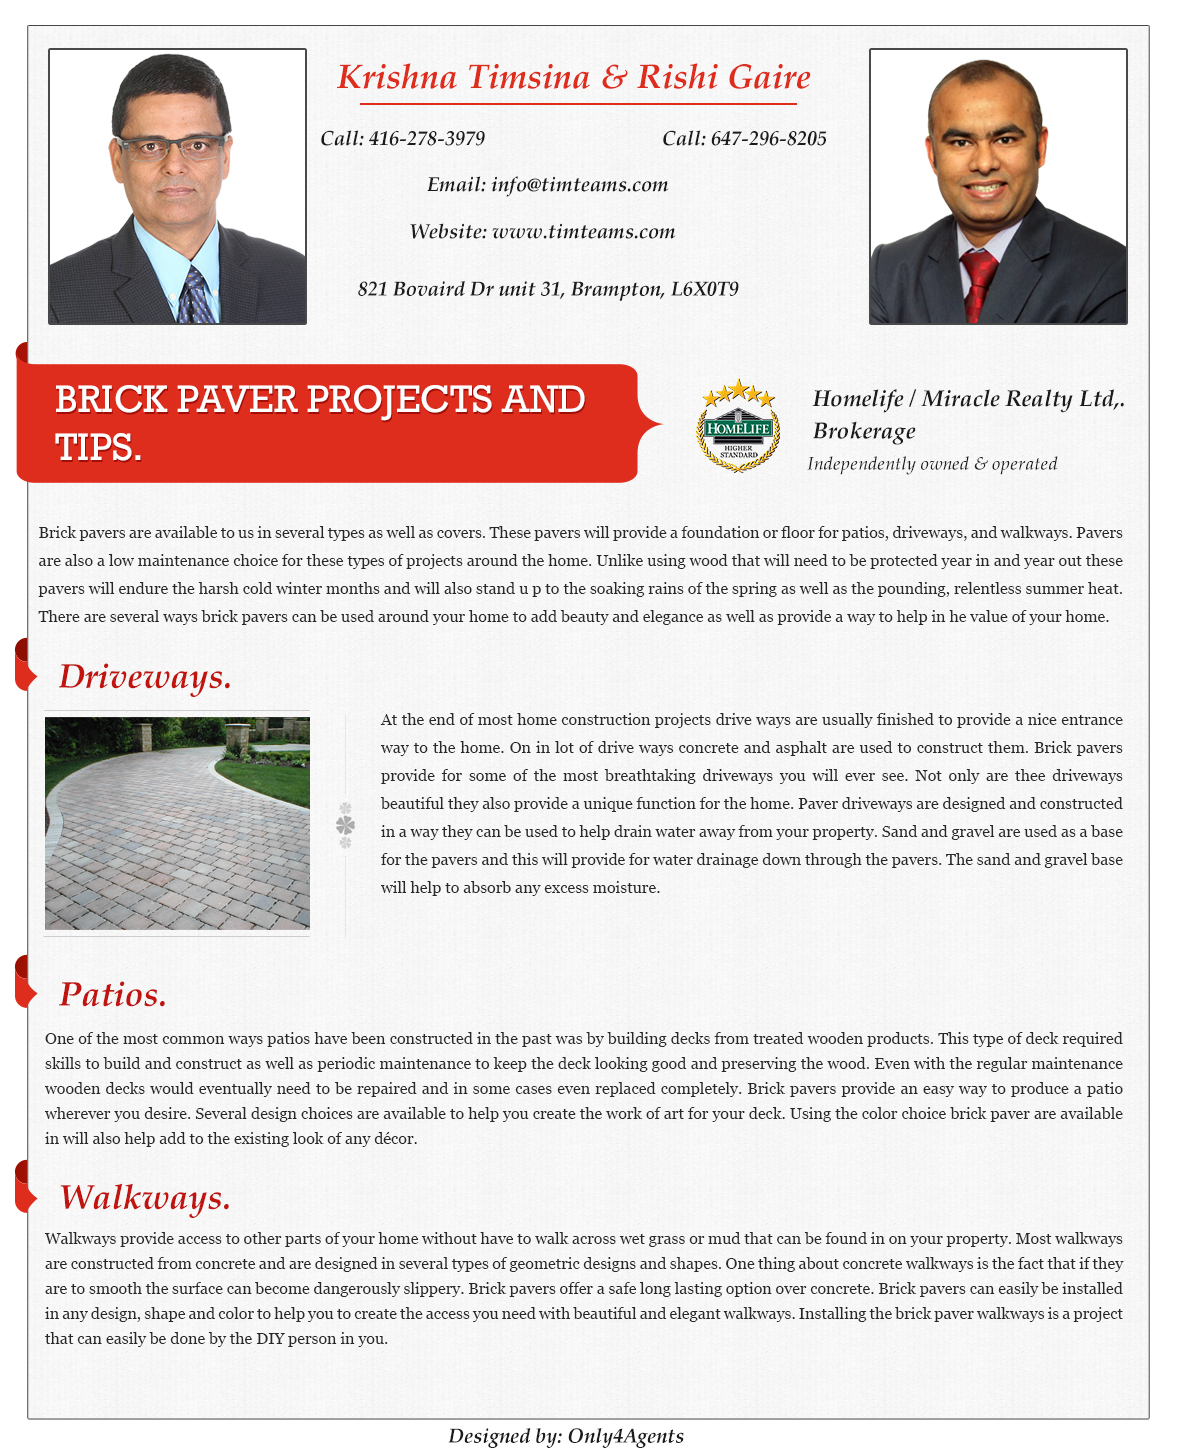 Krishna Timsina & Rishi Gaire
Call: 416-278-3979
Call: 647-296-8205
Email: info@timteams.com
Website: www.timteams.com
821 Bovaird Dr unit 31, Brampton, L6X0T9
BRICK PAVER PROJECTS AND
TIPS.
HOMELIFE
HIGHER
STANDARD
Homelife / Miracle Realty Ltd,.
Brokerage
Independently owned & operated
Brick pavers are available to us in several types as well as covers. These pavers will provide a foundation or floor for patios, driveways, and walkways. Pavers
are also a low maintenance choice for these types of projects around the home. Unlike using wood that will need to be protected year in and year out these
pavers will endure the harsh cold winter months and will also stand u p to the soaking rains of the spring as well as the pounding, relentless summer heat.
There are several ways brick pavers can be used around your home to add beauty and elegance as well as provide a way to help in he value of your home.
Driveways.
At the end of most home construction projects drive ways are usually finished to provide a nice entrance
way to the home. On in lot of drive ways concrete and asphalt are used to construct them. Brick pavers
provide for some of the most breathtaking driveways you will ever see. Not only are thee driveways
beautiful they also provide a unique function for the home. Paver driveways are designed and constructed
in a way they can be used to help drain water away from your property. Sand and gravel are used as a base
for the pavers and this will provide for water drainage down through the pavers. The sand and gravel base
will help to absorb any excess moisture.
Patios.
One of the most common ways patios have been constructed in the past was by building decks from treated wooden products. This type of deck required
skills to build and construct as well as periodic maintenance to keep the deck looking good and preserving the wood. Even with the regular maintenance
wooden decks would eventually need to be repaired and in some cases even replaced completely. Brick pavers provide an easy way to produce a patio
wherever you desire. Several design choices are available to help you create the work of art for your deck. Using the color choice brick paver are available
in will also help add to the existing look of any décor.
Walkways.
Walkways provide access to other parts of your home without have to walk across wet grass or mud that can be found in on your property. Most walkways
are constructed from concrete and are designed in several types of geometric designs and shapes. One thing about concrete walkways is the fact that if they
are to smooth the surface can become dangerously slippery. Brick pavers offer a safe long lasting option over concrete. Brick pavers can easily be installed
in any design, shape and color to help you to create the access you need with beautiful and elegant walkways. Installing the brick paver walkways is a project
that can easily be done by the DIY person in you.
Designed by: Only4Agents